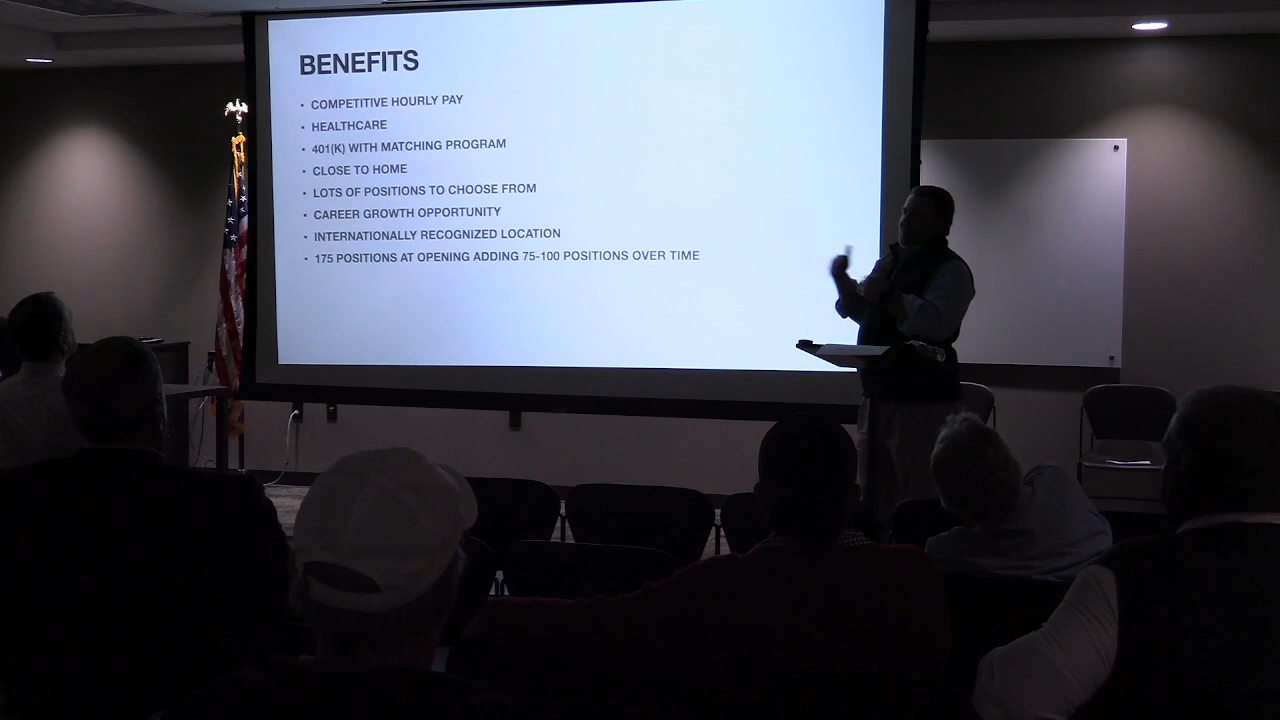 BENEFITS
• COMPETITIVE HOURLY PAY
• HEALTHCARE
• 401(K) WITH MATCHING PROGRAM
• CLOSE TO HOME
• LOTS OF POSITIONS TO CHOOSE FROM
• CAREER GROWTH OPPORTUNITY
• INTERNATIONALLY RECOGNIZED LOCATION
• 175 POSITIONS AT OPENING ADDING 75-100 POSITIONS OVER TIME